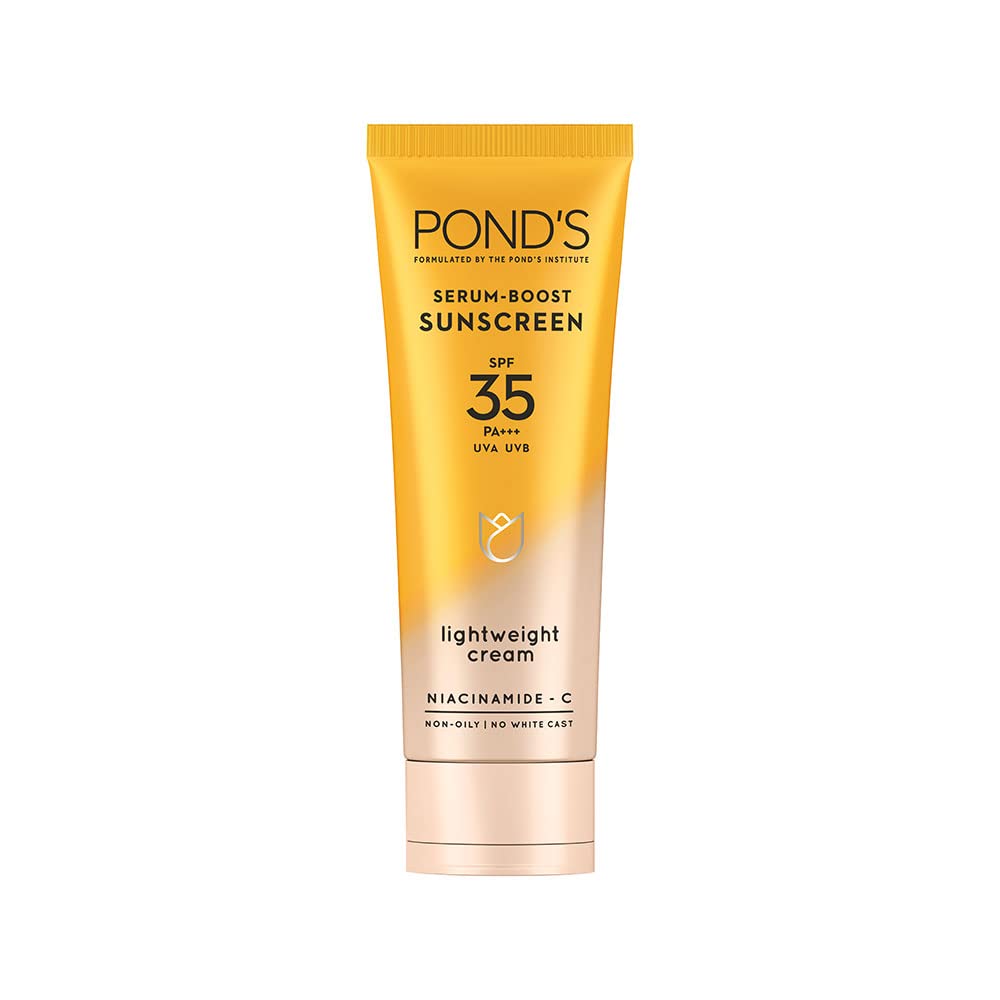 POND'S
FORMULATED BY THE POND'S INSTITUTE
SERUM-BOOST
SUNSCREEN
SPF
35
PA+++
UVA UVB
lightweight
cream
NIACINAMIDE - C
NON-OILY | NO WHITE CAST